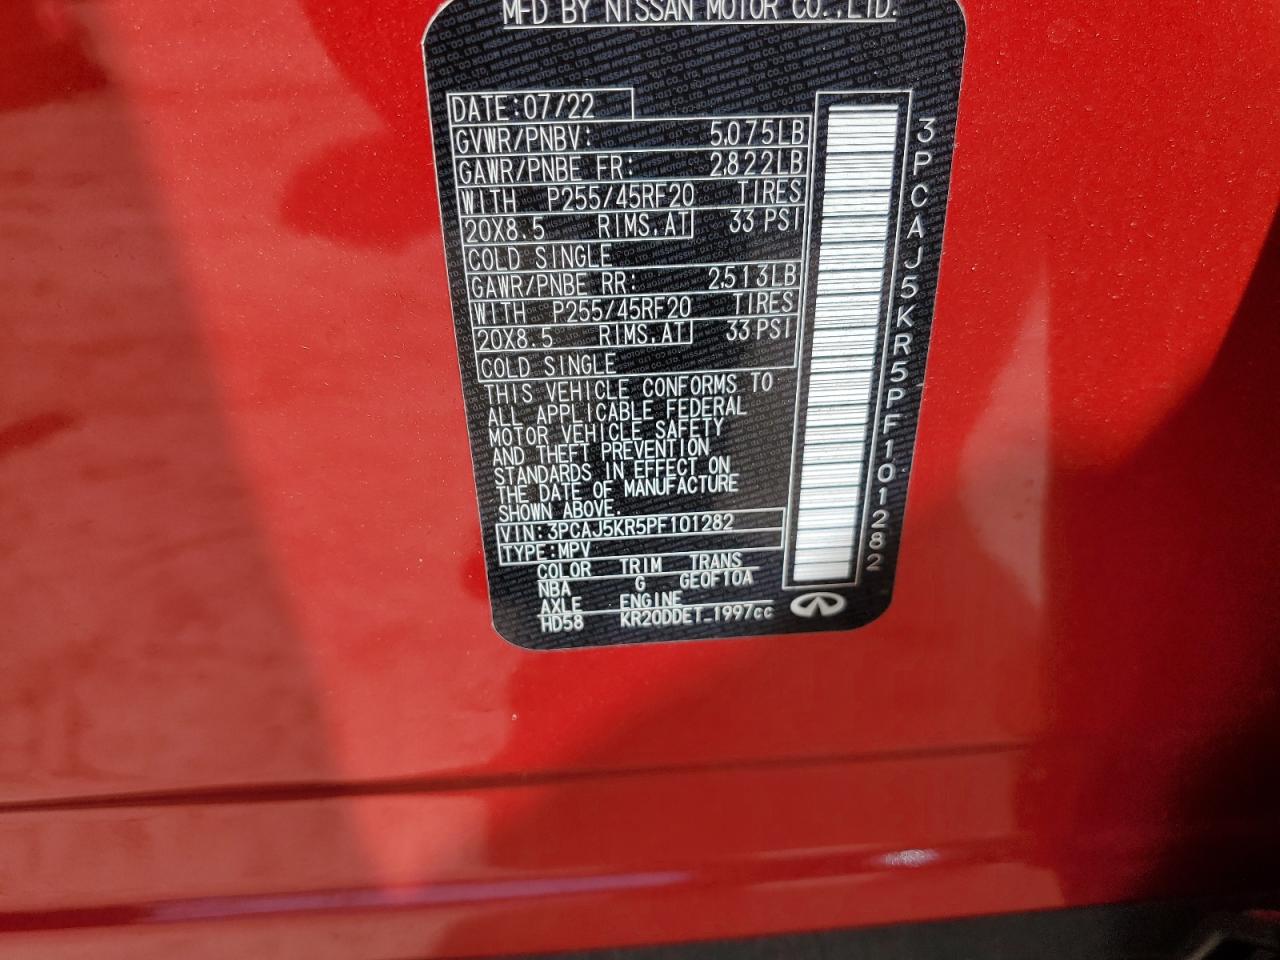 MFD BY NISSAN MOTOR CO.,LTD.
DATE:07/22
GVWR/PNBV: 5,075LB
GAWR/PNBE FR: 2,822LB
WITH P255/45RF20 TIRES
20X8.5 RIMS,AT 33 PSI
COLD SINGLE
GAWR/PNBE RR: 2,513LB
WITH P255/45RF20 TIRES
20X8.5 RIMS,AT 33 PSI
COLD SINGLE
THIS VEHICLE CONFORMS TO
ALL APPLICABLE FEDERAL
MOTOR VEHICLE SAFETY
AND THEFT PREVENTION
STANDARDS IN EFFECT ON
THE DATE OF MANUFACTURE
SHOWN ABOVE.
VIN:3PCAJ5KR5PF101282
TYPE:MPV
COLOR TRIM TRANS
NBA G GE0F10A
AXLE ENGINE
HD58 KR20DDET_1997cc
3PCAJ5KR5PF101282